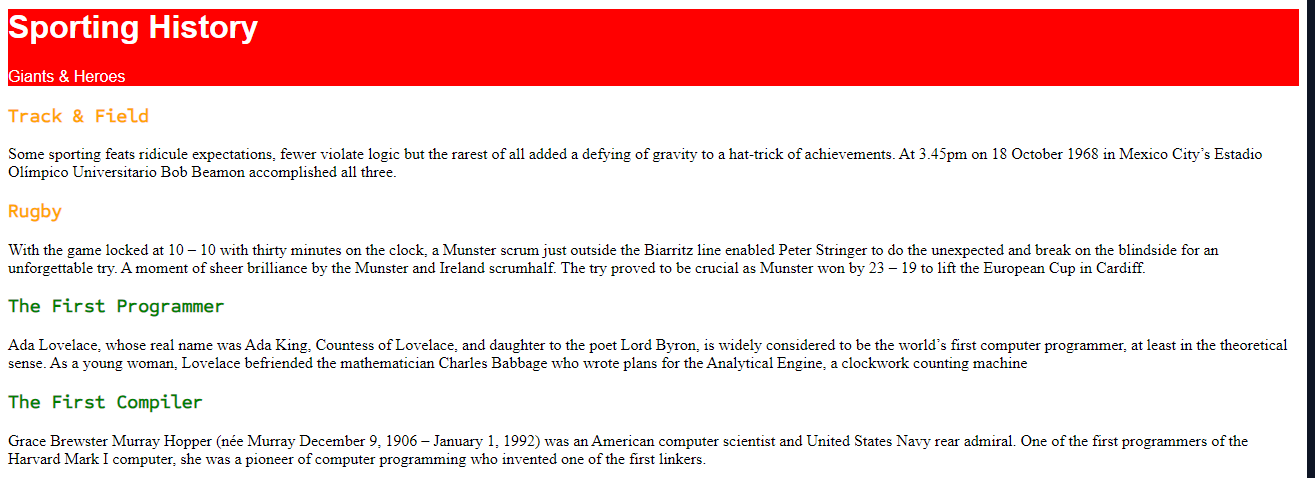 Sporting History
Giants & Heroes
Track & Field
Some sporting feats ridicule expectations, fewer violate logic but the rarest of all added a defying of gravity to a hat-trick of achievements. At 3.45pm on 18 October 1968 in Mexico City’s Estadio
Olímpico Universitario Bob Beamon accomplished all three.
Rugby
With the game locked at 10 – 10 with thirty minutes on the clock, a Munster scrum just outside the Biarritz line enabled Peter Stringer to do the unexpected and break on the blindside for an
unforgettable try. A moment of sheer brilliance by the Munster and Ireland scrumhalf. The try proved to be crucial as Munster won by 23 – 19 to lift the European Cup in Cardiff.
The First Programmer
Ada Lovelace, whose real name was Ada King, Countess of Lovelace, and daughter to the poet Lord Byron, is widely considered to be the world’s first computer programmer, at least in the theoretical
sense. As a young woman, Lovelace befriended the mathematician Charles Babbage who wrote plans for the Analytical Engine, a clockwork counting machine
The First Compiler
Grace Brewster Murray Hopper (née Murray December 9, 1906 – January 1, 1992) was an American computer scientist and United States Navy rear admiral. One of the first programmers of the
Harvard Mark I computer, she was a pioneer of computer programming who invented one of the first linkers.